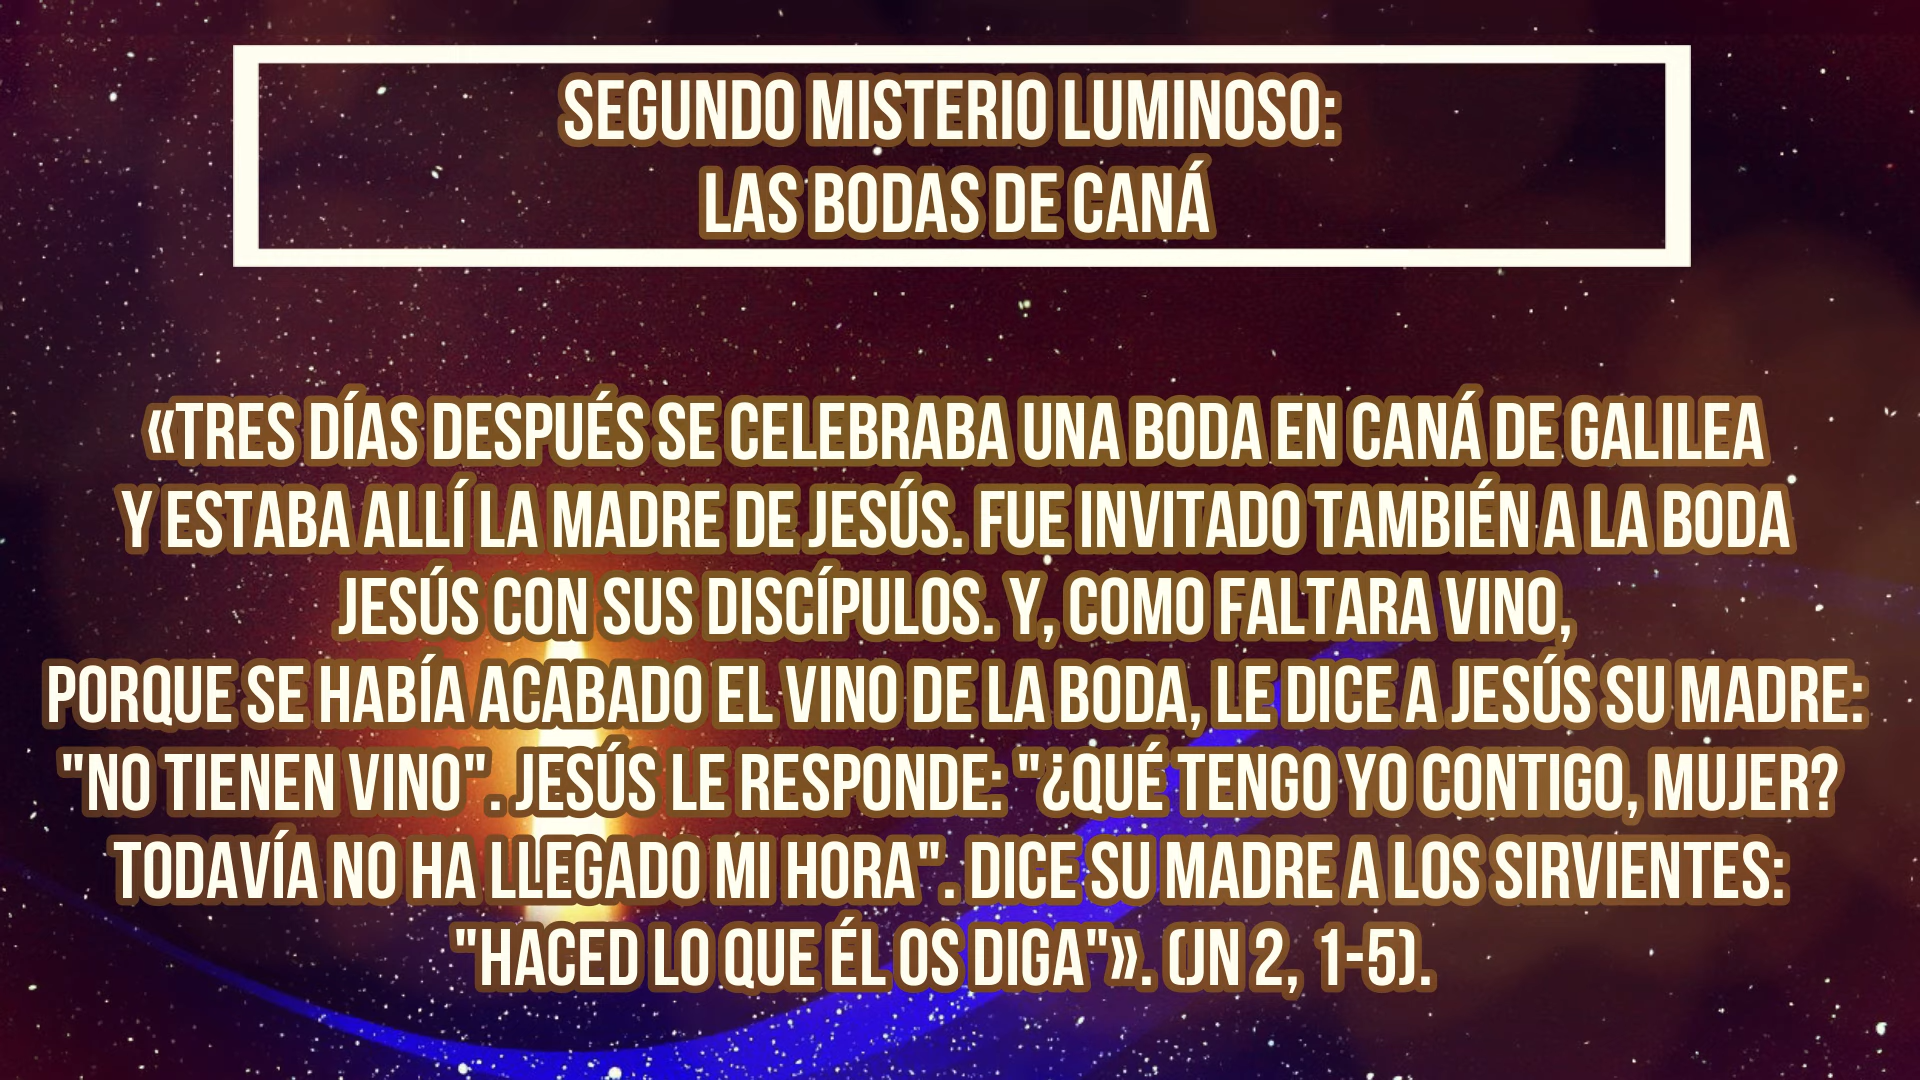 SEGUNDO MISTERIO LUMINOSO:
LAS BODAS DE CANÁ
«TRES DÍAS DESPUÉS SE CELEBRABA UNA BODA EN CANÁ DE GALILEA
Y ESTABA ALLÍ LA MADRE DE JESÚS. FUE INVITADO TAMBIÉN A LA BODA
JESÚS CON SUS DISCÍPULOS. Y, COMO FALTARA VINO,
PORQUE SE HABÍA ACABADO EL VINO DE LA BODA, LE DICE A JESÚS SU MADRE:
"NO TIENEN VINO". JESÚS LE RESPONDE: "¿QUÉ TENGO YO CONTIGO, MUJER?
TODAVÍA NO HA LLEGADO MI HORA". DICE SU MADRE A LOS SIRVIENTES:
"HACED LO QUE ÉL OS DIGA"». (JN 2, 1-5).